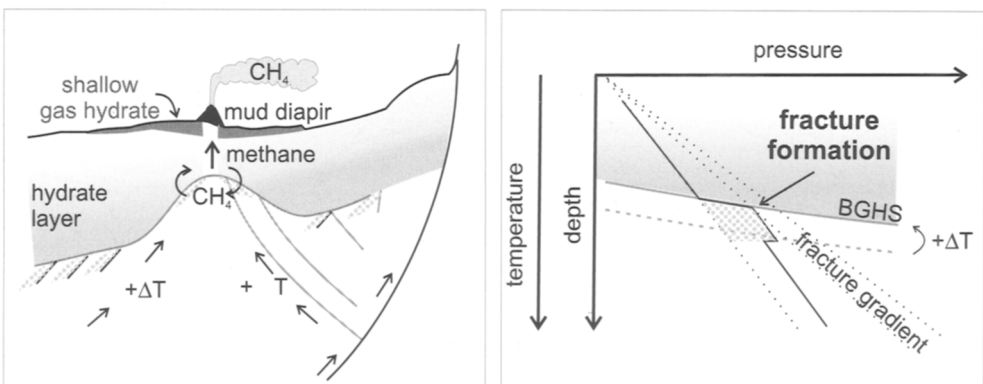 CH₄
shallow
gas hydrate
mud diapir
methane
hydrate
layer
CH₄
+ΔT
+ T
pressure
fracture
formation
temperature
depth
BGHS
+ΔT
fracture gradient